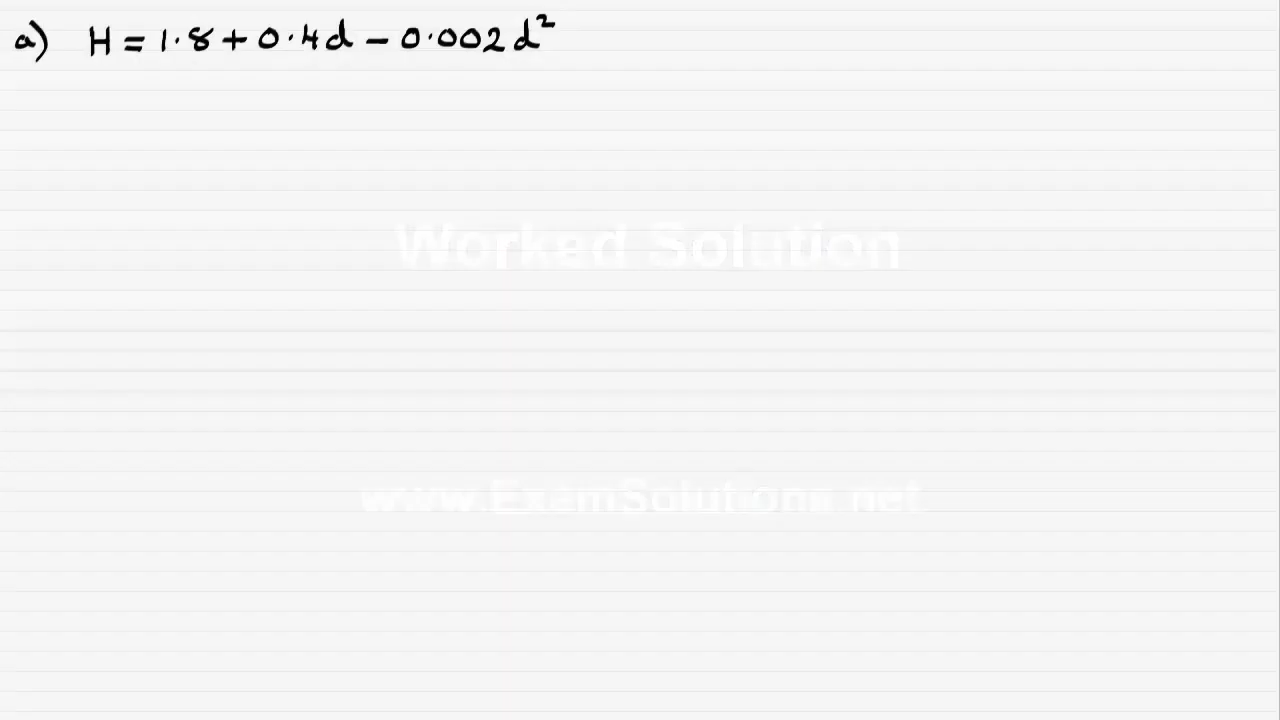 a) H = 1·8 + 0·4d − 0·002d²
Worked Solution
www.ExamSolutions.net